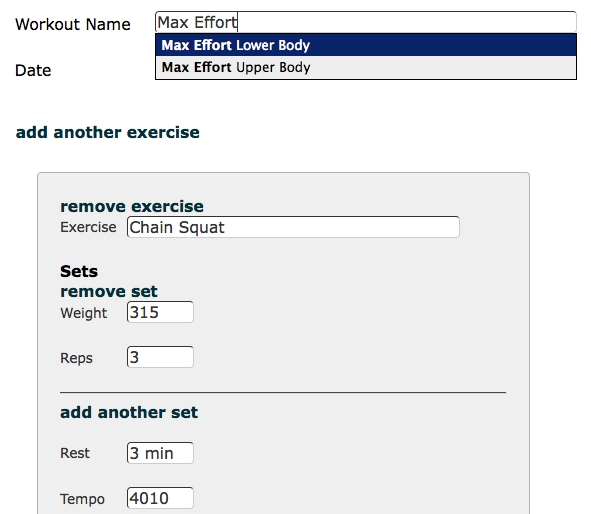 Workout Name Max Effort
Max Effort Lower Body
Max Effort Upper Body
Date
add another exercise
remove exercise
Exercise Chain Squat
Sets
remove set
Weight 315
Reps 3
add another set
Rest 3 min
Tempo 4010